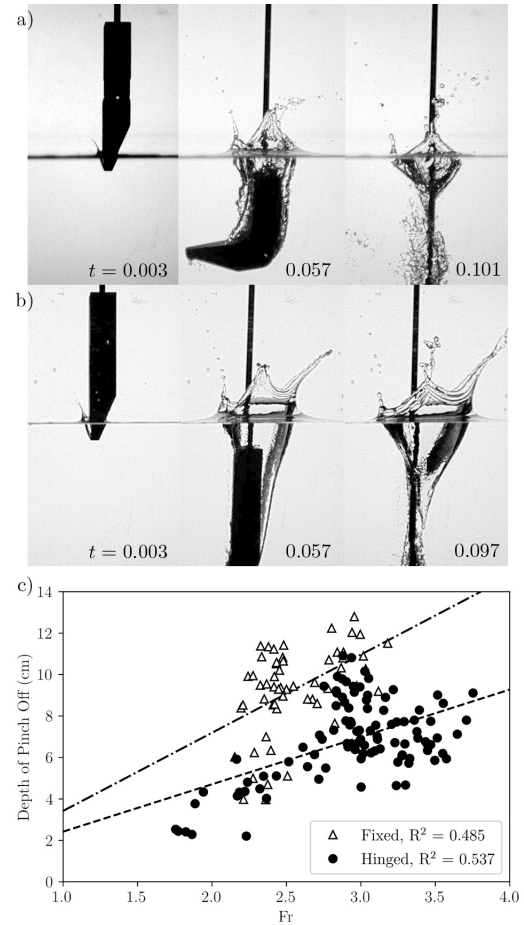 a)
t = 0.003
0.057
0.101
b)
t = 0.003
0.057
0.097
c)
14
12
10
8
6
4
2
0
Depth of Pinch Off (cm)
1.0 1.5 2.0 2.5 3.0 3.5 4.0
Fr
Fixed, R² = 0.485
Hinged, R² = 0.537